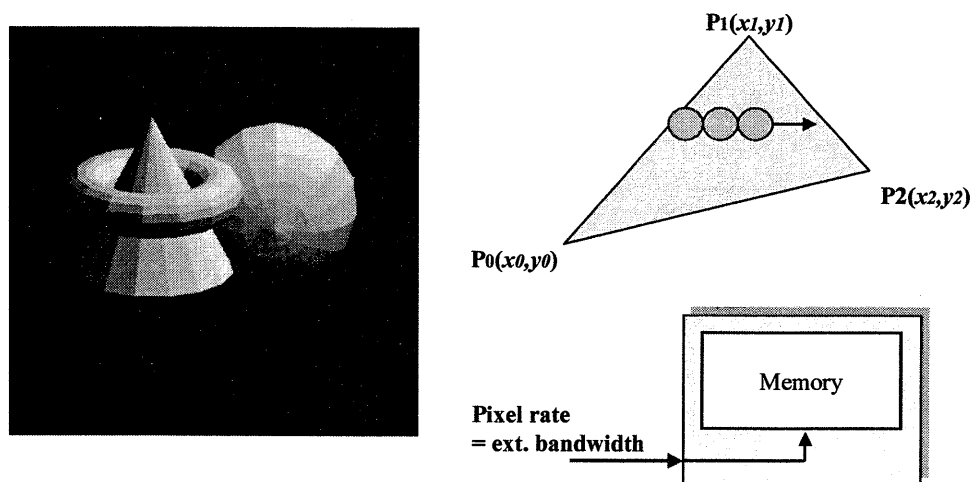 P1(x1,y1)
P2(x2,y2)
P0(x0,y0)
Memory
Pixel rate
= ext. bandwidth